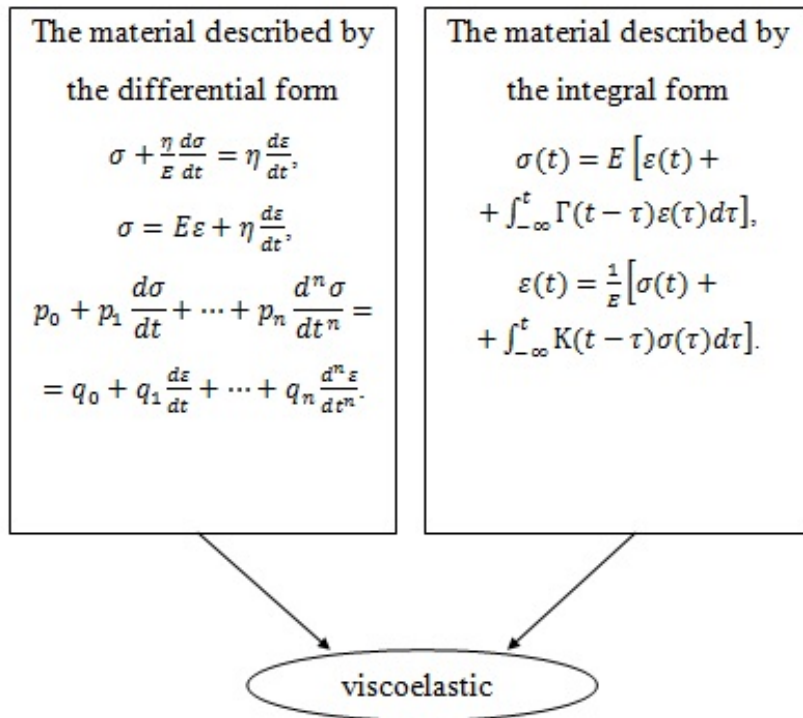 The material described by
the differential form
σ + η/E dσ/dt = η dε/dt,
σ = Eε + η dε/dt,
p₀ + p₁ dσ/dt + ⋯ + pₙ dⁿσ/dtⁿ =
= q₀ + q₁ dε/dt + ⋯ + qₙ dⁿε/dtⁿ.
The material described by
the integral form
σ(t) = E [ε(t) +
+ ∫₋∞ᵗ Γ(t − τ)ε(τ)dτ],
ε(t) = 1/E [σ(t) +
+ ∫₋∞ᵗ K(t − τ)σ(τ)dτ].
viscoelastic